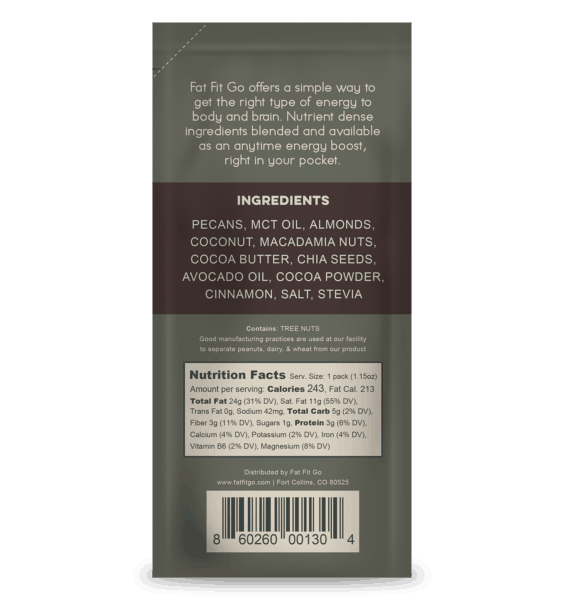 Fat Fit Go offers a simple way to
get the right type of energy to
body and brain. Nutrient dense
ingredients blended and available
as an anytime energy boost,
right in your pocket.
INGREDIENTS
PECANS, MCT OIL, ALMONDS,
COCONUT, MACADAMIA NUTS,
COCOA BUTTER, CHIA SEEDS,
AVOCADO OIL, COCOA POWDER,
CINNAMON, SALT, STEVIA
Contains: TREE NUTS
Good manufacturing practices are used at our facility
to separate peanuts, dairy, & wheat from our product
Nutrition Facts Serv. Size: 1 pack (1.15oz)
Amount per serving: Calories 243, Fat Cal. 213
Total Fat 24g (31% DV), Sat. Fat 11g (55% DV),
Trans Fat 0g, Sodium 42mg, Total Carb 5g (2% DV),
Fiber 3g (11% DV), Sugars 1g, Protein 3g (6% DV),
Calcium (4% DV), Potassium (2% DV), Iron (4% DV),
Vitamin B6 (2% DV), Magnesium (8% DV)
Distributed by Fat Fit Go
www.fatfitgo.com | Fort Collins, CO 80525
8 60260 00130 4